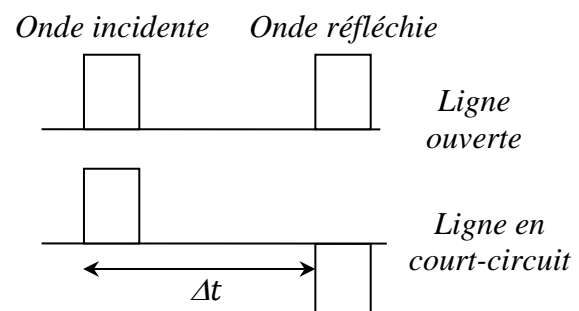 Onde incidente Onde réfléchie
Ligne
ouverte
Ligne en
court-circuit
Δt